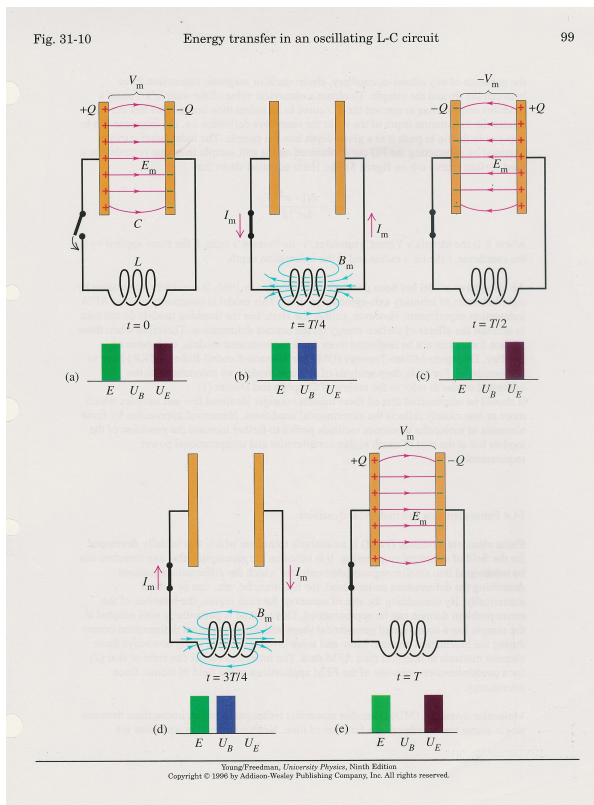 Fig. 31-10 Energy transfer in an oscillating L-C circuit 99
Vm
+Q -Q
Em
C
L
t = 0
(a) E UB UE
Im Im
Bm
t = T/4
(b) E UB UE
-Vm
-Q +Q
Em
t = T/2
(c) E UB UE
Im Im
Bm
t = 3T/4
(d) E UB UE
Vm
+Q -Q
Em
t = T
(e) E UB UE
Young/Freedman, University Physics, Ninth Edition
Copyright © 1996 by Addison-Wesley Publishing Company, Inc. All rights reserved.